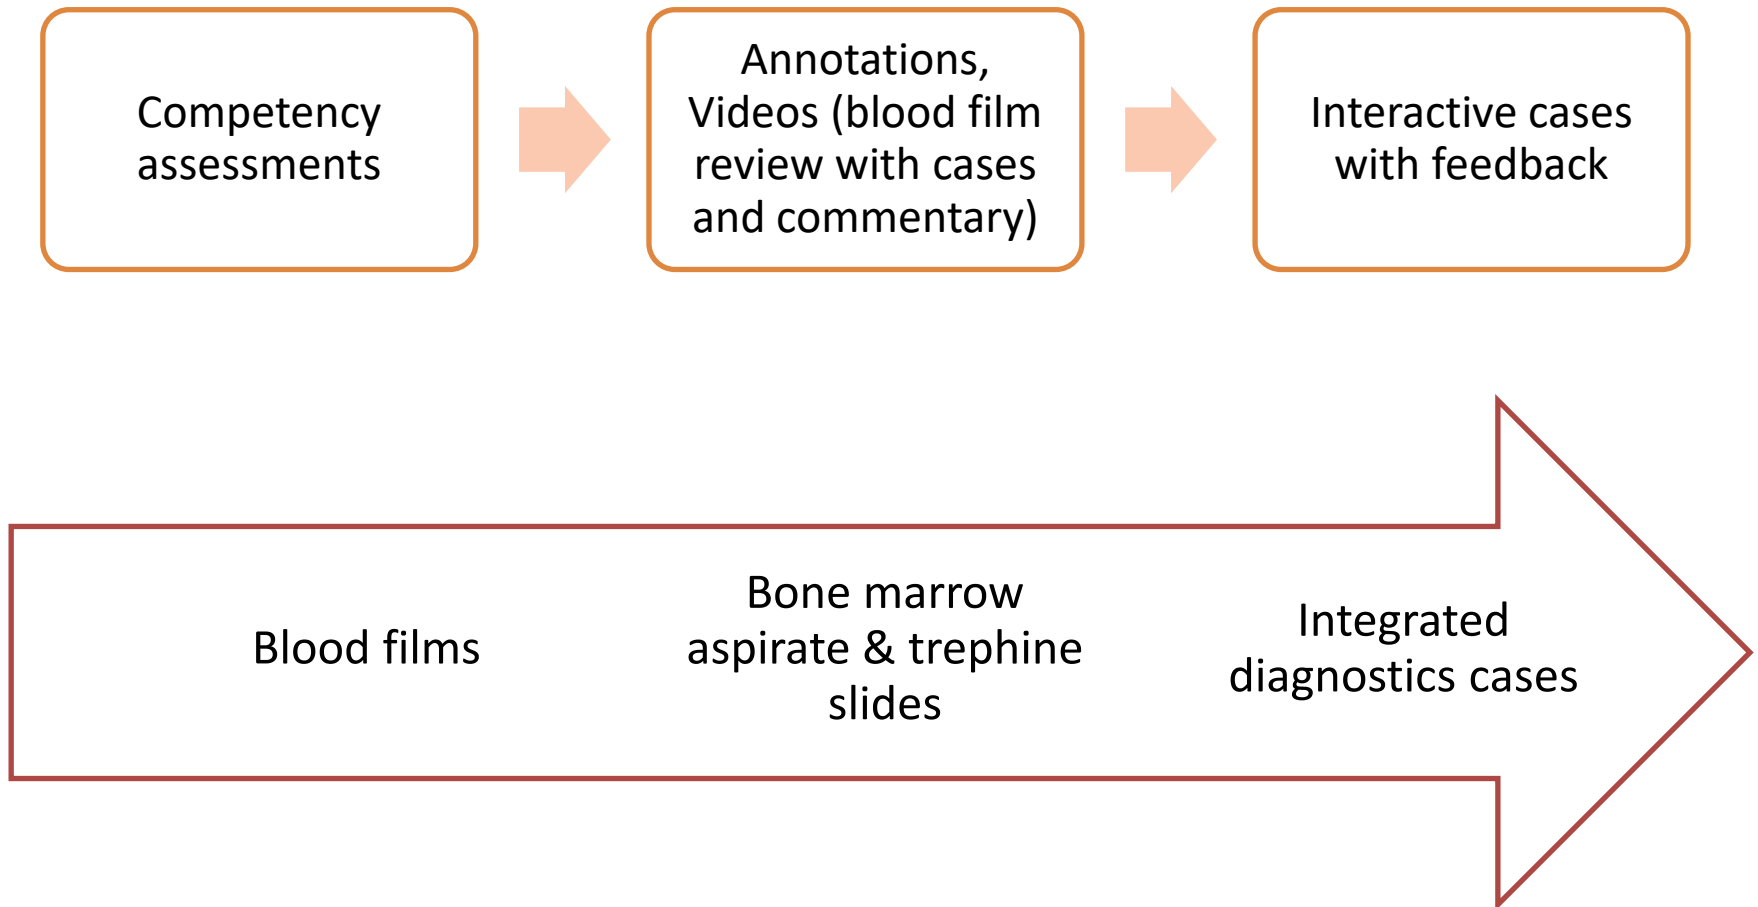 Competency
assessments
Annotations,
Videos (blood film
review with cases
and commentary)
Interactive cases
with feedback
Blood films
Bone marrow
aspirate & trephine
slides
Integrated
diagnostics cases